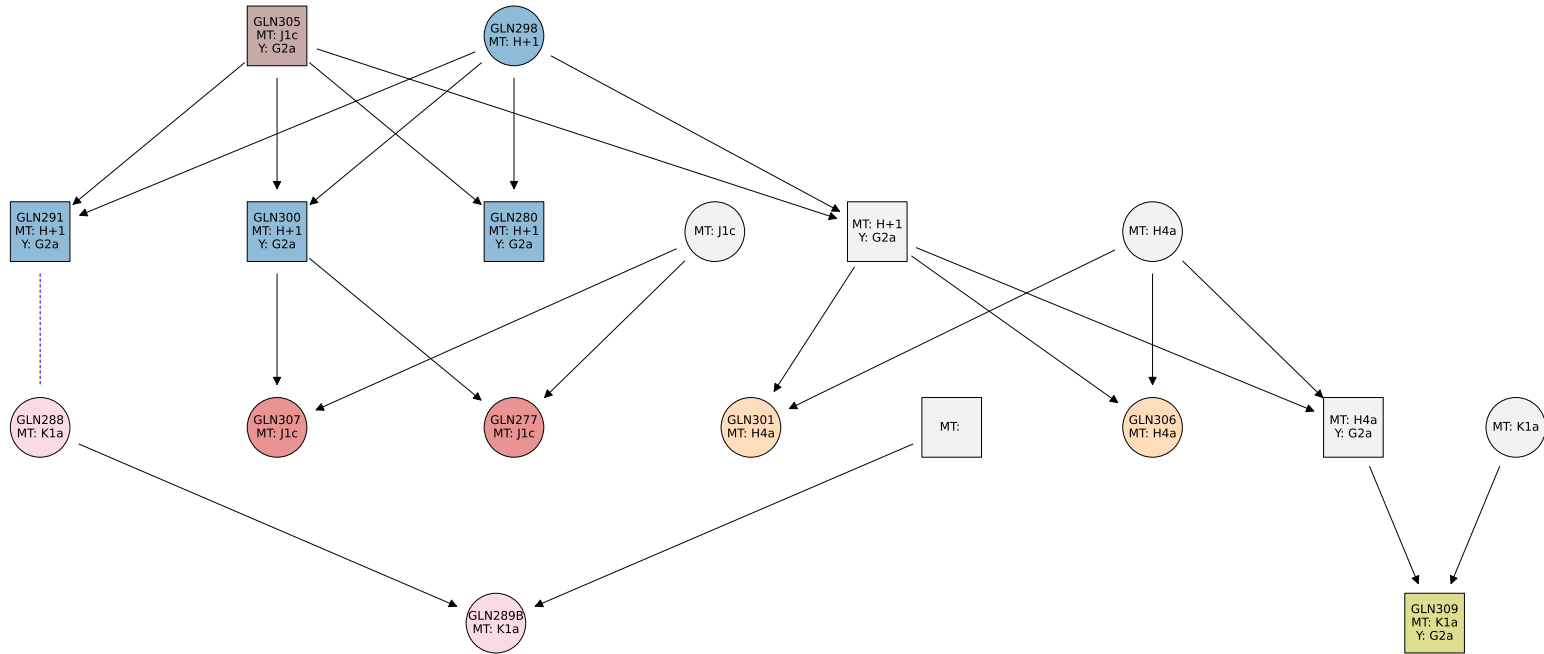 GLN305
MT: J1c
Y: G2a
GLN298
MT: H+1
GLN291
MT: H+1
Y: G2a
GLN300
MT: H+1
Y: G2a
GLN280
MT: H+1
Y: G2a
MT: J1c
MT: H+1
Y: G2a
MT: H4a
GLN288
MT: K1a
GLN307
MT: J1c
GLN277
MT: J1c
GLN301
MT: H4a
MT:
GLN306
MT: H4a
MT: H4a
Y: G2a
MT: K1a
GLN289B
MT: K1a
GLN309
MT: K1a
Y: G2a